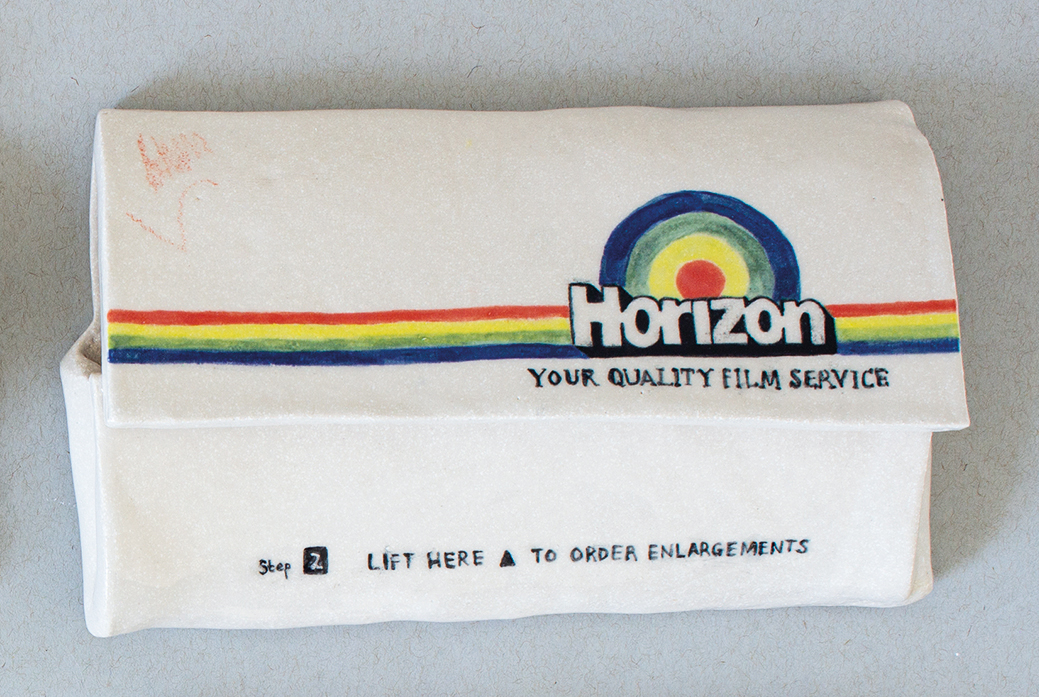 Horizon
YOUR QUALITY FILM SERVICE
Step 2 LIFT HERE ▲ TO ORDER ENLARGEMENTS